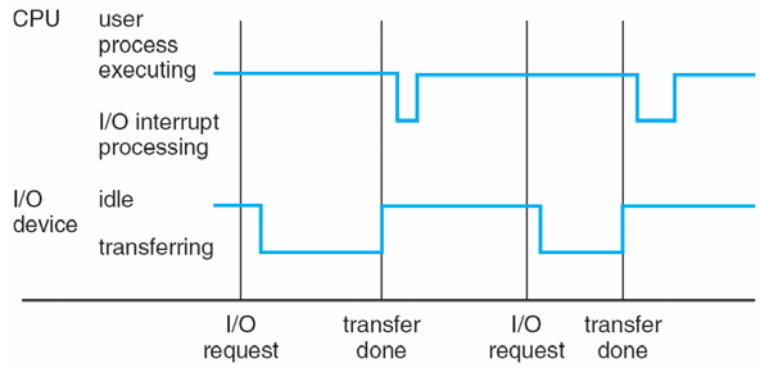 CPU
user
process
executing
I/O interrupt
processing
I/O
device
idle
transferring
I/O
request
transfer
done
I/O
request
transfer
done